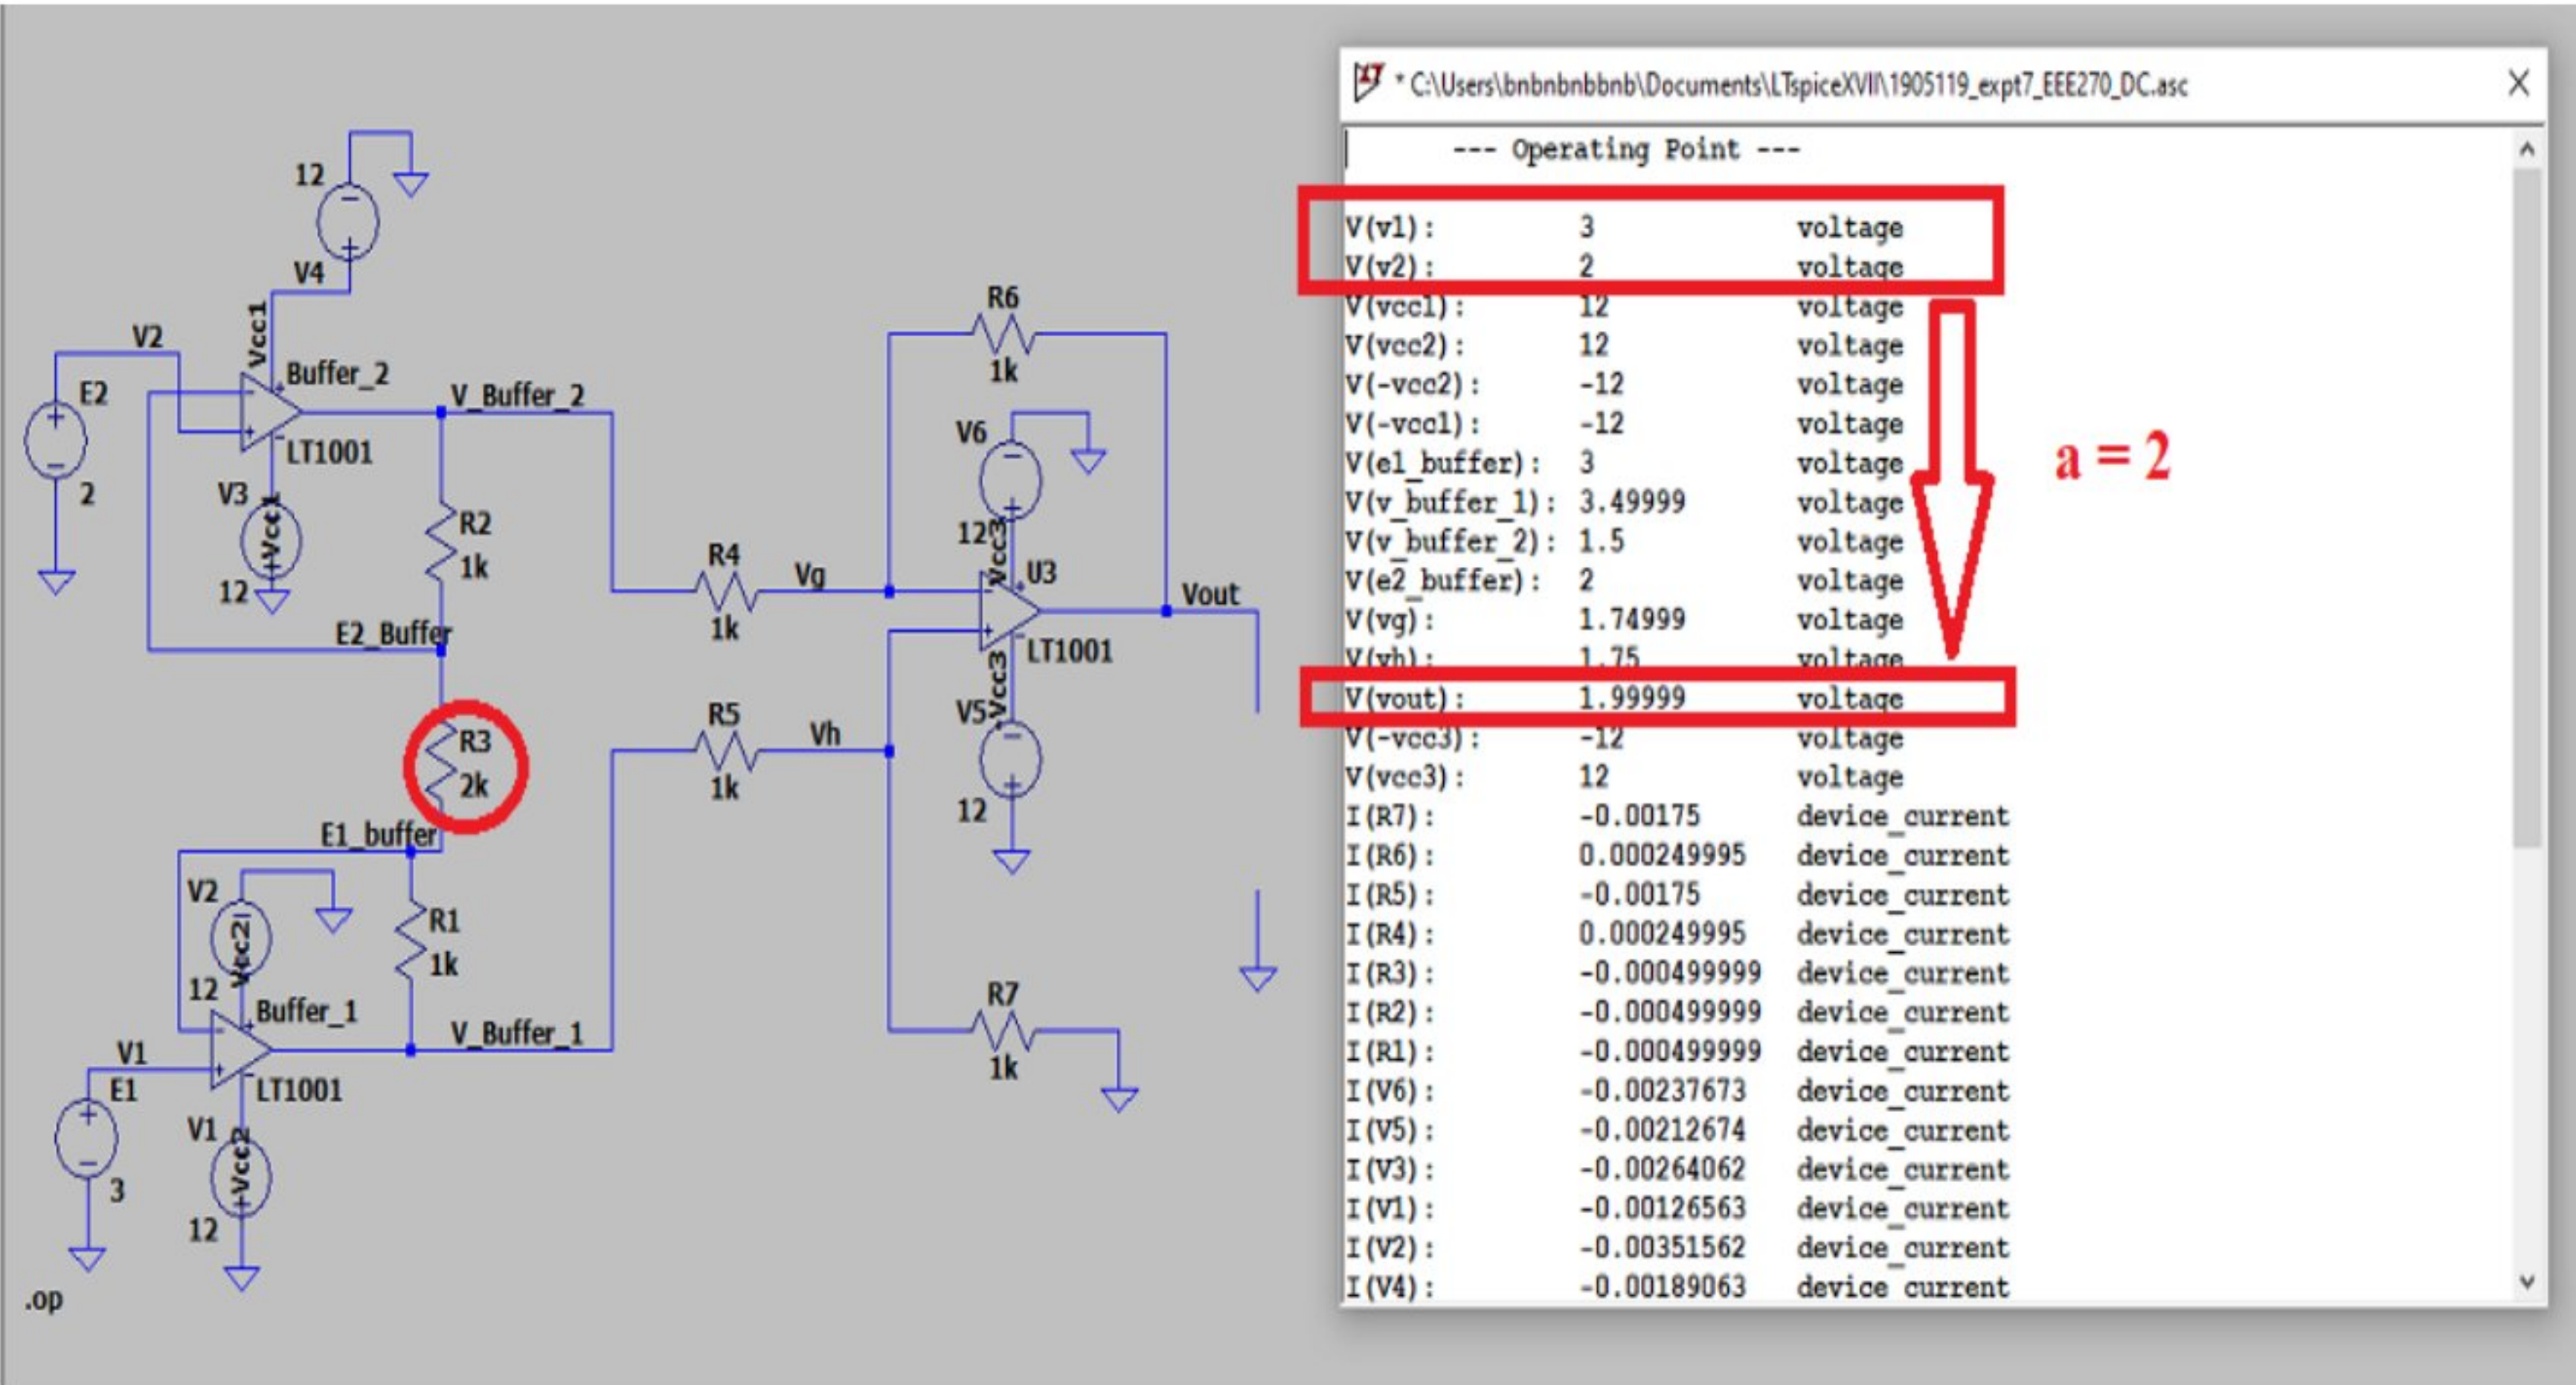 12
V4
Vcc1
V2
E2
2
Buffer_2
LT1001
V3
-Vcc1
12
V_Buffer_2
R2
1k
E2_Buffer
R3
2k
E1_buffer
V2
Vcc2
12
R1
1k
Buffer_1
LT1001
V_Buffer_1
V1
E1
3
V1
-Vcc2
12
.op
R4
1k
Vg
R5
1k
Vh
R6
1k
V6
12
Vcc3
U3
LT1001
-Vcc3
V5
12
Vout
R7
1k
* C:\Users\bnbnbnbbnb\Documents\LTspiceXVII\1905119_expt7_EEE270_DC.asc
--- Operating Point ---
V(v1): 3 voltage
V(v2): 2 voltage
V(vcc1): 12 voltage
V(vcc2): 12 voltage
V(-vcc2): -12 voltage
V(-vcc1): -12 voltage
V(e1_buffer): 3 voltage
V(v_buffer_1): 3.49999 voltage
V(v_buffer_2): 1.5 voltage
V(e2_buffer): 2 voltage
V(vg): 1.74999 voltage
V(vh): 1.75 voltage
V(vout): 1.99999 voltage
V(-vcc3): -12 voltage
V(vcc3): 12 voltage
I(R7): -0.00175 device_current
I(R6): 0.000249995 device_current
I(R5): -0.00175 device_current
I(R4): 0.000249995 device_current
I(R3): -0.000499999 device_current
I(R2): -0.000499999 device_current
I(R1): -0.000499999 device_current
I(V6): -0.00237673 device_current
I(V5): -0.00212674 device_current
I(V3): -0.00264062 device_current
I(V1): -0.00126563 device_current
I(V2): -0.00351562 device_current
I(V4): -0.00189063 device_current
a = 2